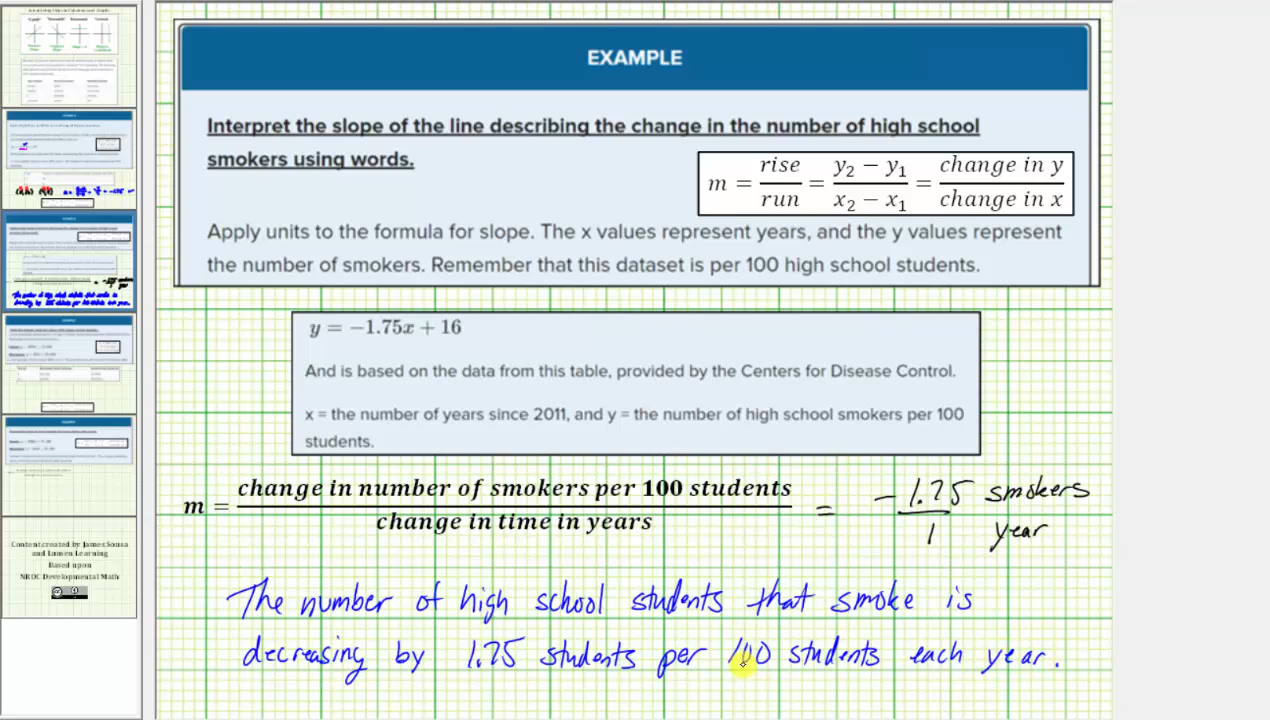 EXAMPLE
Interpret the slope of the line describing the change in the number of high school
smokers using words.
m = rise/run = y₂ − y₁/x₂ − x₁ = change in y/change in x
Apply units to the formula for slope. The x values represent years, and the y values represent
the number of smokers. Remember that this dataset is per 100 high school students.
y = −1.75x + 16
And is based on the data from this table, provided by the Centers for Disease Control.
x = the number of years since 2011, and y = the number of high school smokers per 100
students.
m = change in number of smokers per 100 students/change in time in years = −1.75 smokers/1 year
The number of high school students that smoke is
decreasing by 1.75 students per 100 students each year.
Content created by James Sousa
and Lumen Learning
Based upon
NROC Developmental Math